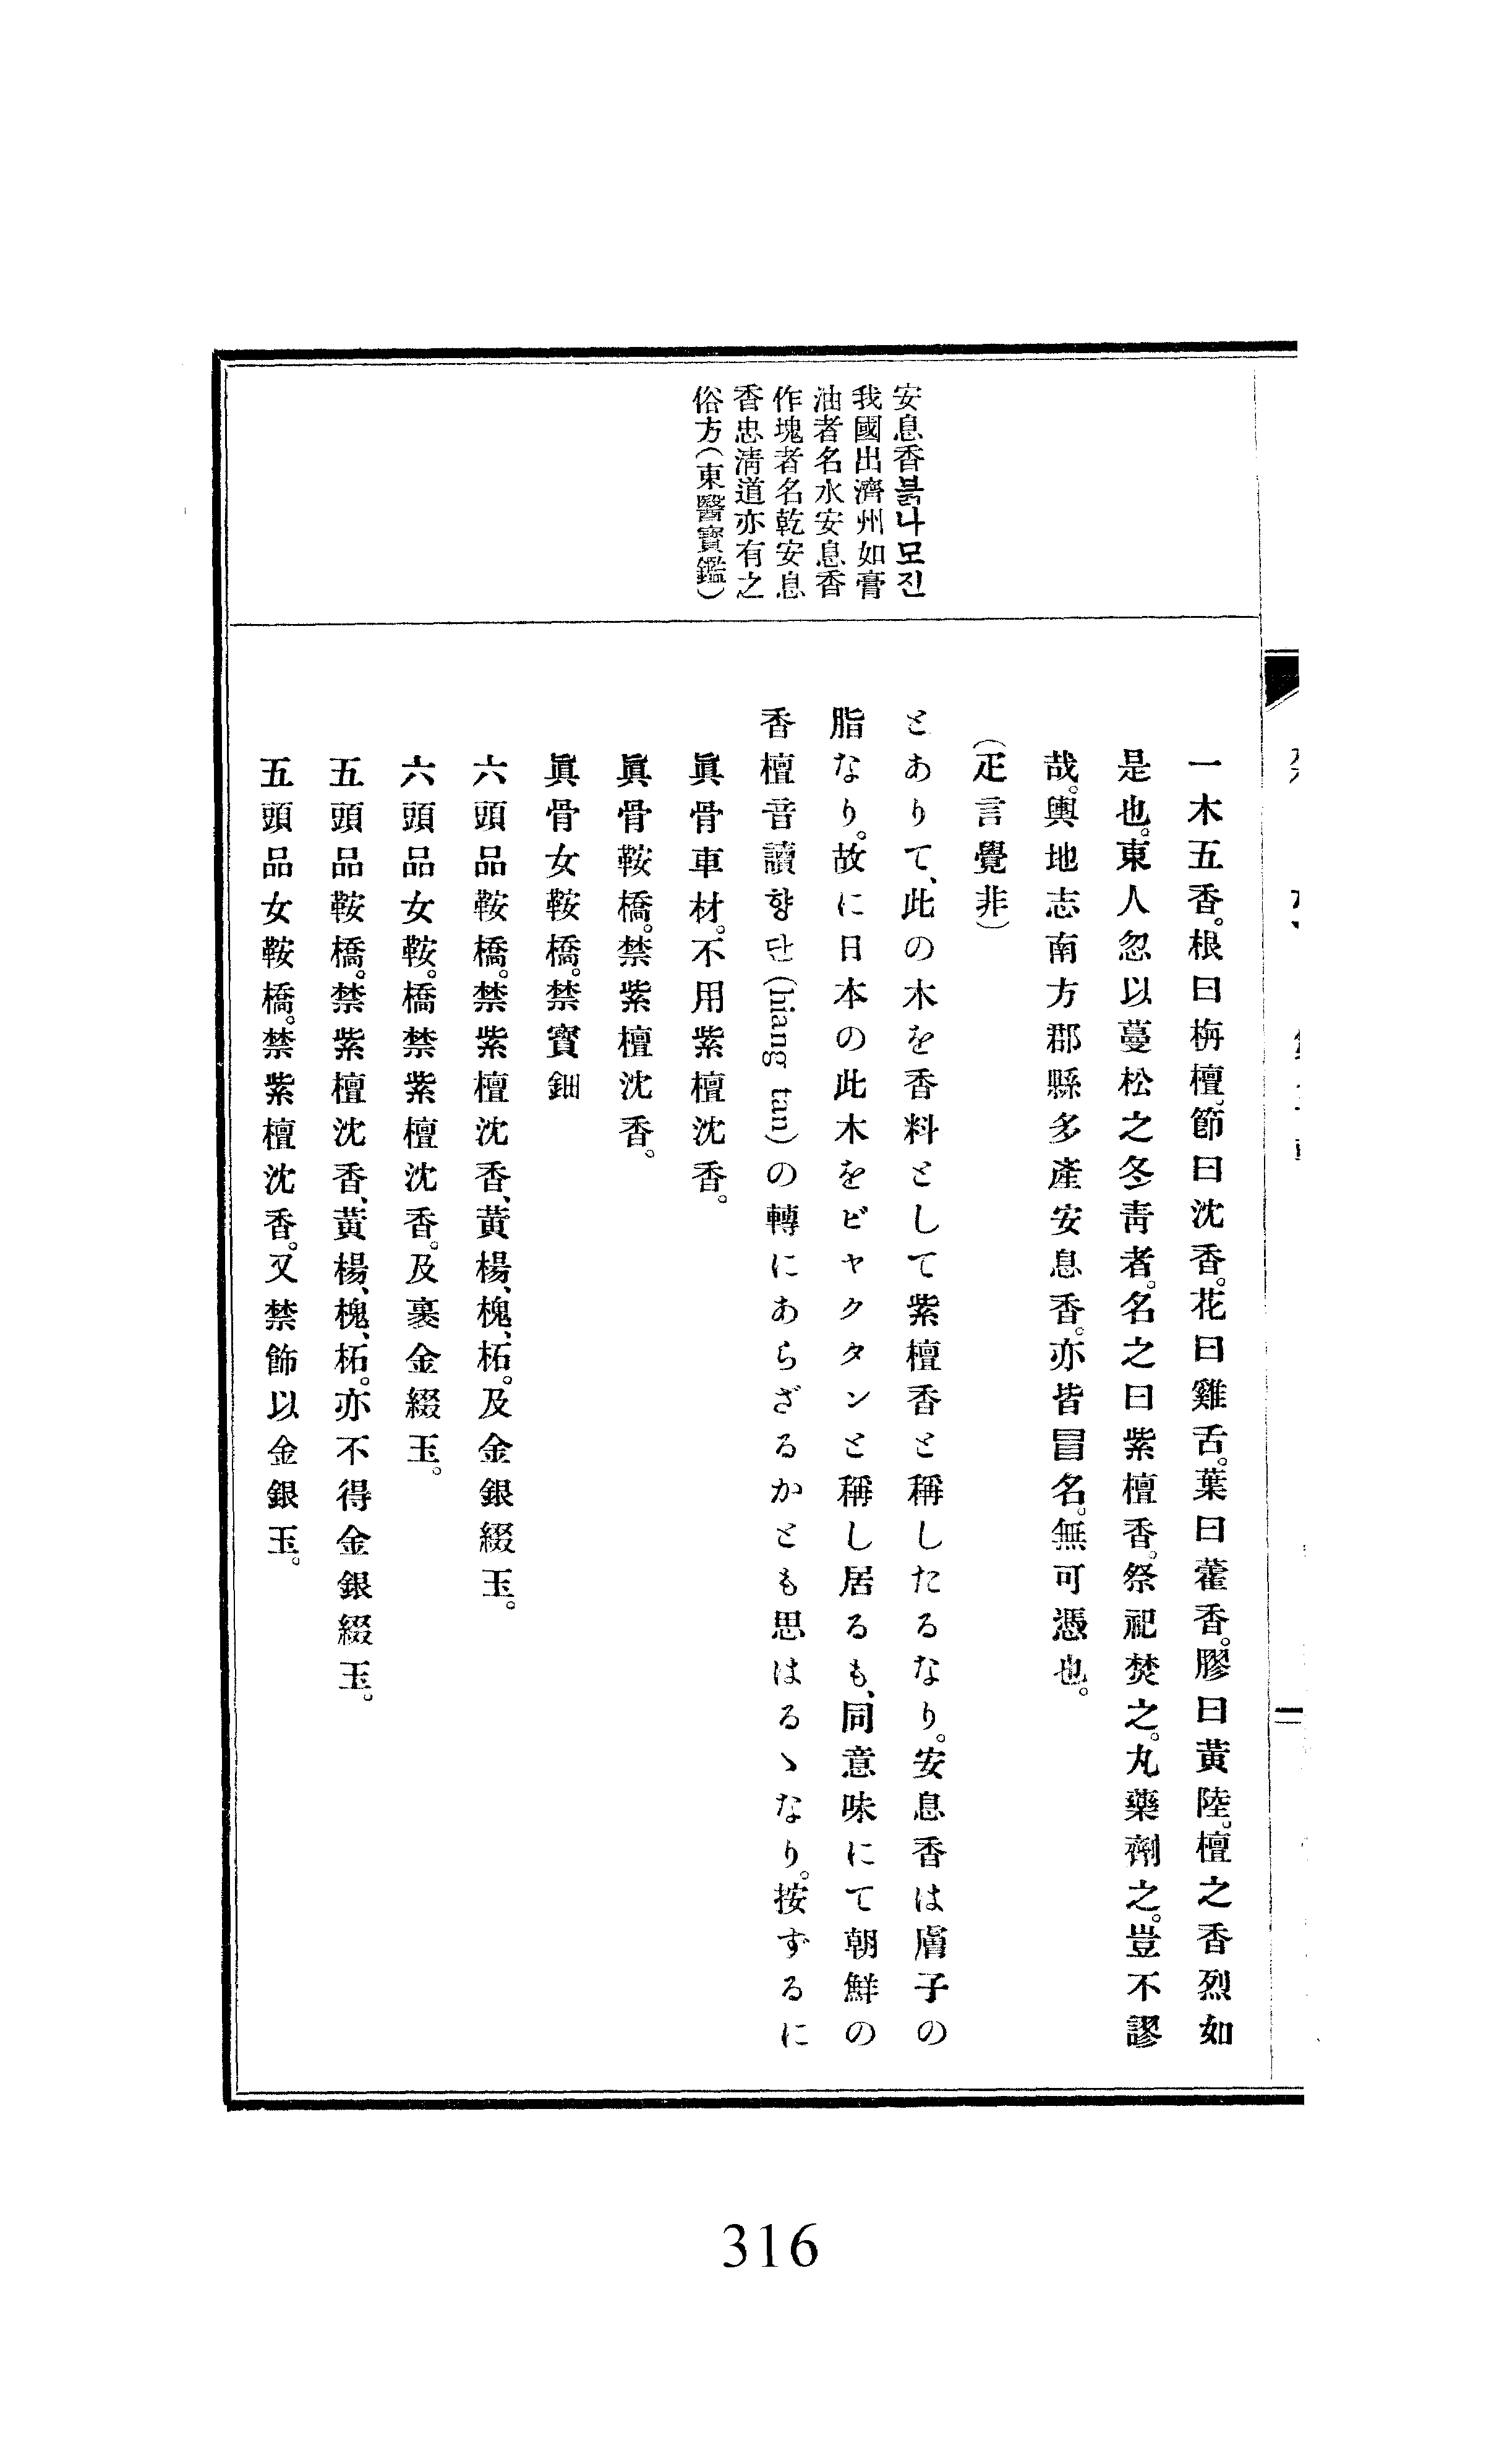 安息香붉나모진
我國出濟州如膏
油者名水安息香
作塊者名乾安息
香忠淸道亦有之
俗方(東醫寶鑑)
一木五香。根曰栴檀、節曰沈香。花曰雞舌。葉曰藿香。膠曰黃陸。檀之香烈如
是也。東人忽以蔓松之冬靑者。名之曰紫檀香。祭祀焚之。丸藥劑之。豈不謬
哉。輿地志南方郡縣多產安息香。亦皆冒名。無可憑也。
(疋言覺非)
とありて、此の木を香料として紫檀香と稱したるなり。安息香は膚子の
脂なり。故に日本の此木をビャクタンと稱し居るも、同意味にて朝鮮の
香檀音讀향단(hiang tan)の轉にあらざるかとも思はるゝなり。按ずるに
眞骨車材。不用紫檀沈香。
眞骨鞍橋。禁紫檀沈香。
眞骨女鞍橋。禁寶鈿
六頭品鞍橋。禁紫檀沈香、黃楊、槐、柘。及金銀綴玉。
六頭品女鞍。橋禁紫檀沈香。及裹金綴玉。
五頭品鞍橋。禁紫檀沈香、黃楊、槐、柘。亦不得金銀綴玉。
五頭品女鞍橋。禁紫檀沈香。又禁飾以金銀玉。
316